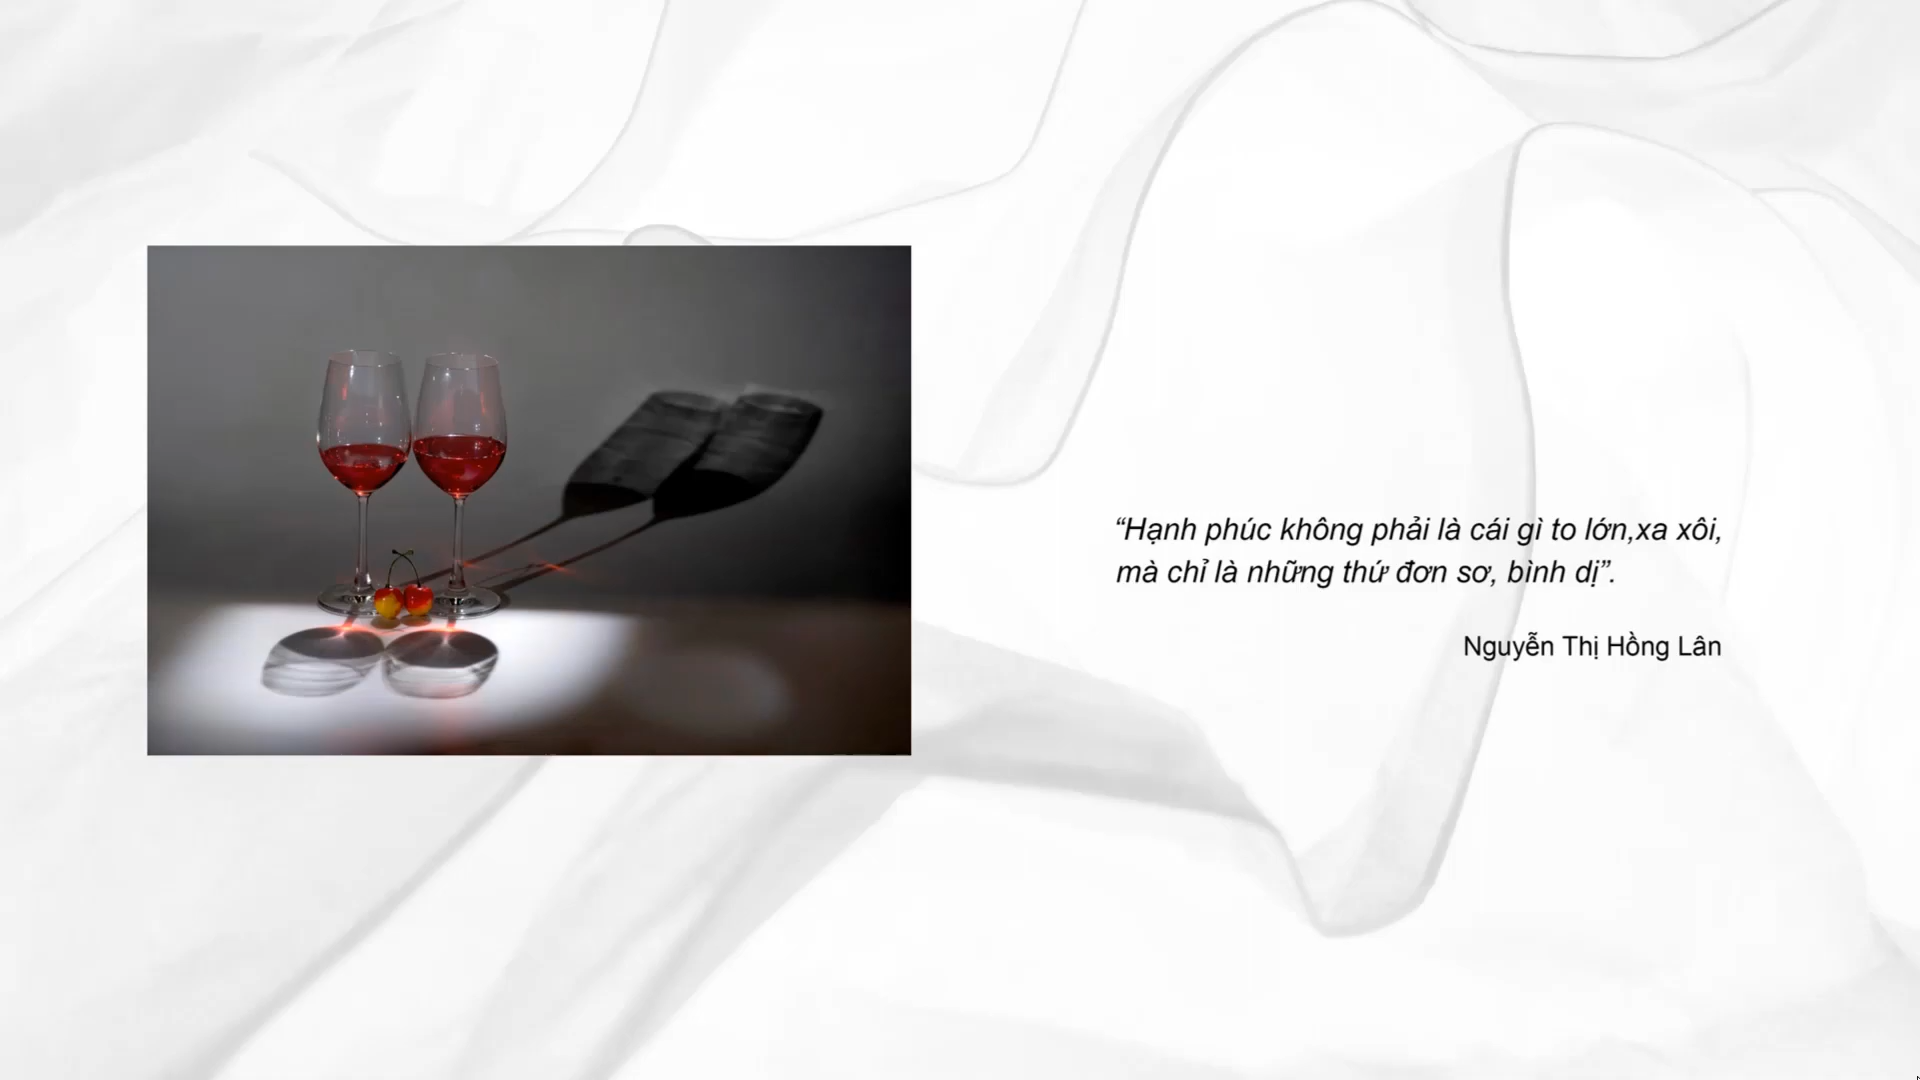 “Hạnh phúc không phải là cái gì to lớn,xa xôi,
mà chỉ là những thứ đơn sơ, bình dị”.
Nguyễn Thị Hồng Lân